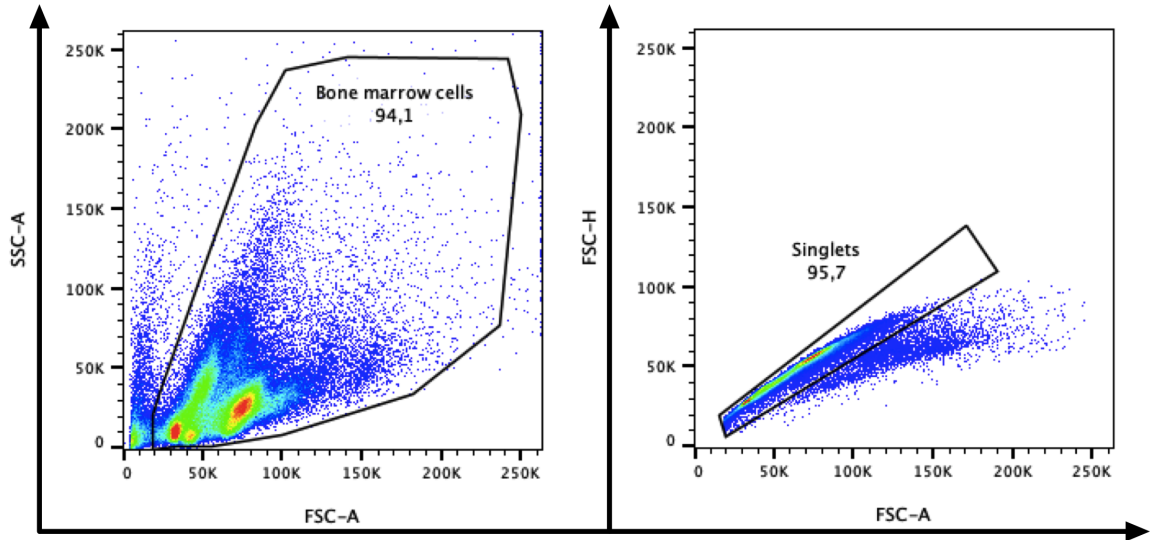 250K
200K
150K
100K
50K
0
SSC-A
Bone marrow cells
94,1
0 50K 100K 150K 200K 250K
FSC-A
250K
200K
150K
100K
50K
0
FSC-H
Singlets
95,7
0 50K 100K 150K 200K 250K
FSC-A